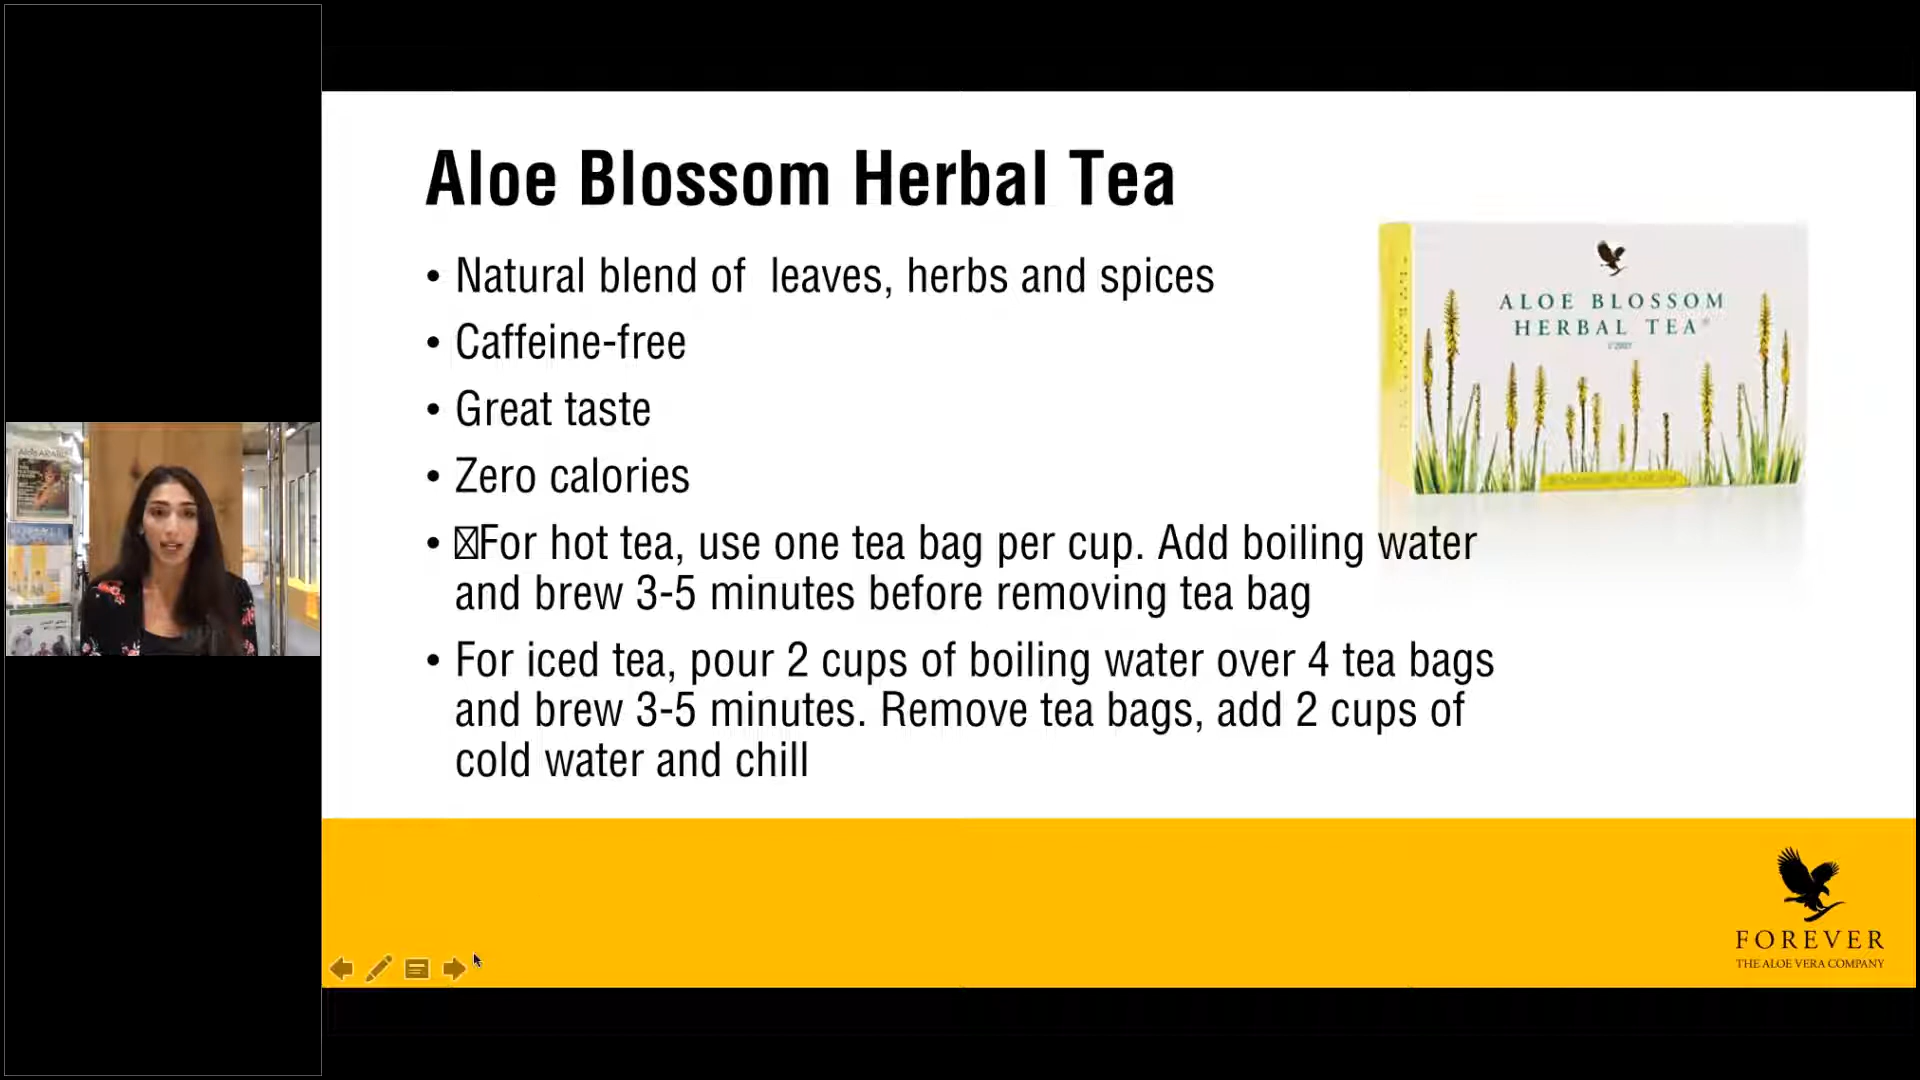 Aloe Blossom Herbal Tea
• Natural blend of  leaves, herbs and spices
• Caffeine-free
• Great taste
• Zero calories
• For hot tea, use one tea bag per cup. Add boiling water
and brew 3-5 minutes before removing tea bag
• For iced tea, pour 2 cups of boiling water over 4 tea bags
and brew 3-5 minutes. Remove tea bags, add 2 cups of
cold water and chill
ALOE BLOSSOM
HERBAL TEA®
FOREVER
THE ALOE VERA COMPANY